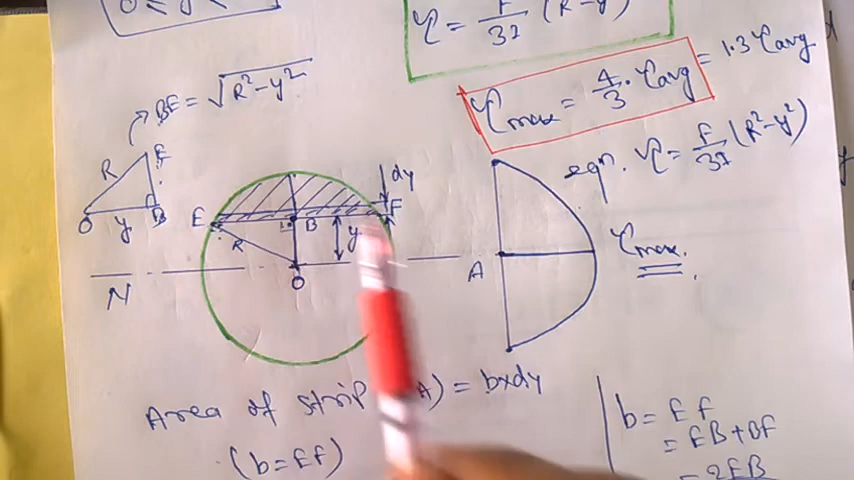 τ = F/3I (R²-y²)
BF = √R²-y²
τmax = 4/3 · τavg = 1.3 τavg
eqn. τ = F/3I (R²-y²)
R
F
O
y
B
dy
E
B
F
R
y
O
N
A
τmax.
Area of strip A) = b×dy
(b=EF)
b = EF
= EB+BF
= 2EB